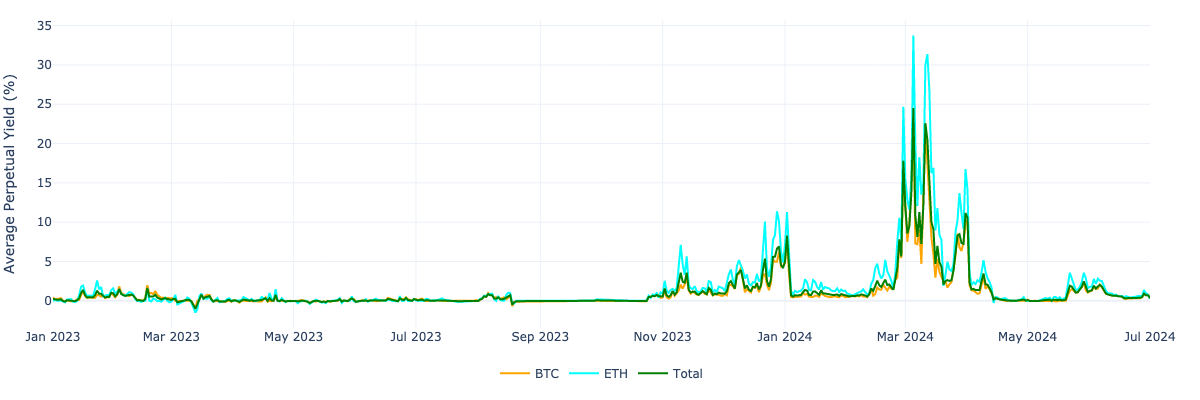 Average Perpetual Yield (%)
35
30
25
20
15
10
5
0
Jan 2023 Mar 2023 May 2023 Jul 2023 Sep 2023 Nov 2023 Jan 2024 Mar 2024 May 2024 Jul 2024
BTC ETH Total